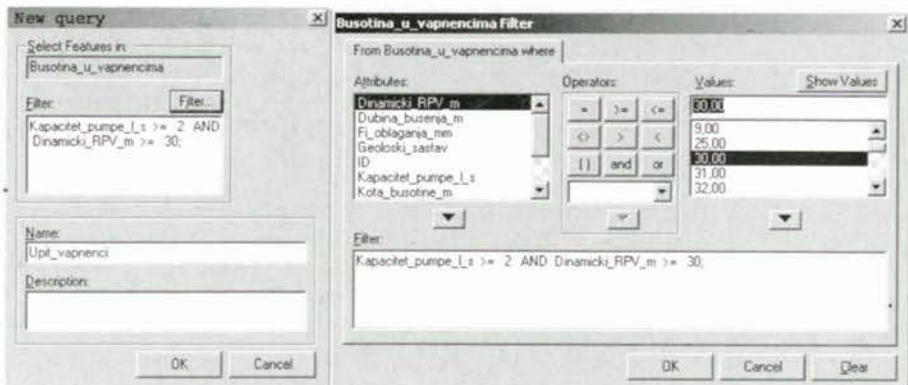 New query
Select Features in:
Busotina_u_vapnencima
Filter:
Filter...
Kapacitet_pumpe_l_s >= 2 AND
Dinamicki_RPV_m >= 30;
Name:
Upit_vapnenci
Description:
OK
Cancel
Busotina_u_vapnencima Filter
From Busotina_u_vapnencima where
Attributes:
Dinamicki_RPV_m
Dubina_busenja_m
Fi_oblaganja_mm
Geoloski_sastav
ID
Kapacitet_pumpe_l_s
Kota_busotine_m
Operators:
= >= <=
<> > <
( ) and or
Values:
Show Values
30,00
9,00
25,00
30,00
31,00
32,00
Filter:
Kapacitet_pumpe_l_s >= 2 AND Dinamicki_RPV_m >= 30;
OK
Cancel
Clear